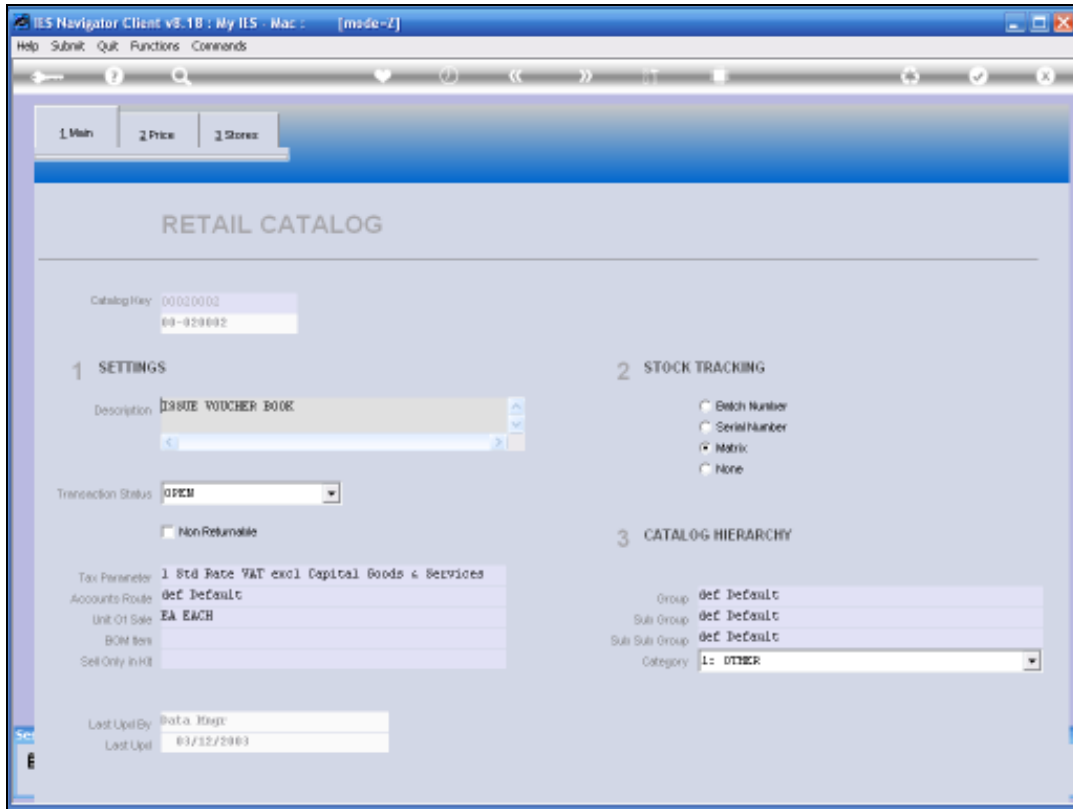 IES Navigator Client v8.1B : My IES - Mac : [mode=Z]
Help Submit Quit Functions Commands
1 Main 2 Price 3 Stores
RETAIL CATALOG
Catalog Key 00020002
00-020002
1 SETTINGS
Description ISSUE VOUCHER BOOK
Transaction Status OPEN
Non Returnable
Tax Parameter 1 Std Rate VAT excl Capital Goods & Services
Accounts Route def Default
Unit Of Sale EA EACH
BOM Item
Sell Only in Kit
Last Upd By Data Mngr
Last Upd 03/12/2003
2 STOCK TRACKING
Batch Number
Serial Number
Matrix
None
3 CATALOG HIERARCHY
Group def Default
Sub Group def Default
Sub Sub Group def Default
Category 1: OTHER